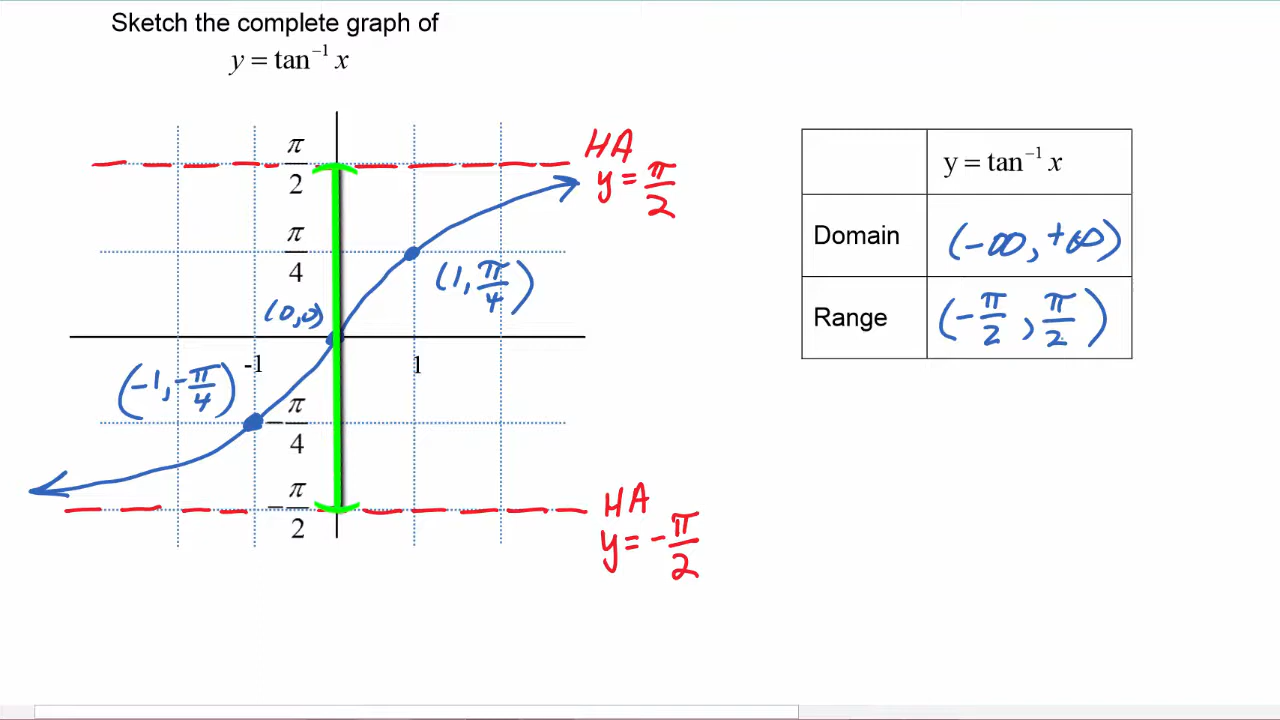 Sketch the complete graph of
y = tan⁻¹ x
π/2
HA
y = π/2
π/4
(1, π/4)
(0,0)
-1
1
(-1, -π/4)
-π/4
-π/2
HA
y = -π/2
y = tan⁻¹ x
Domain (-∞, +∞)
Range (-π/2, π/2)